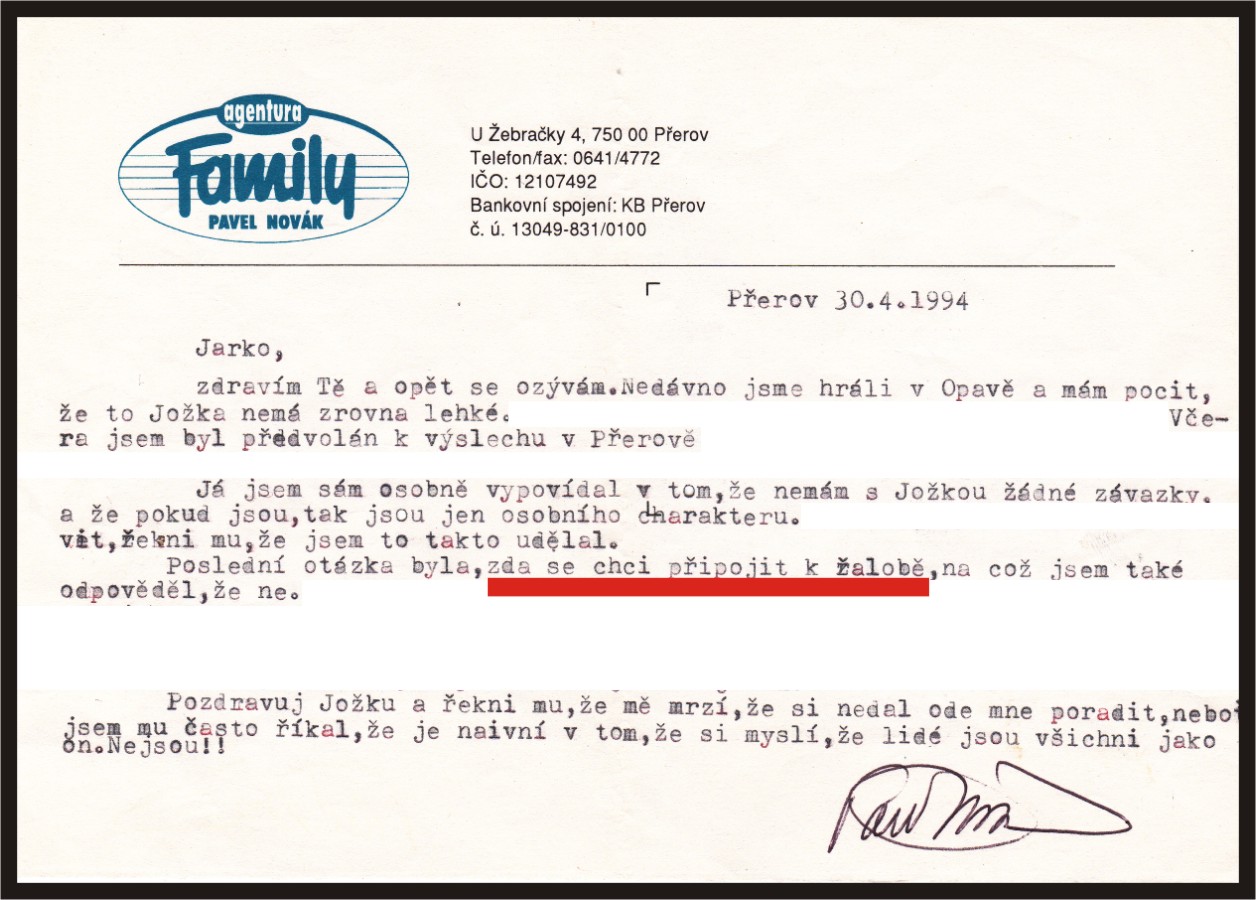 agentura
Family
PAVEL NOVÁK
U Žebračky 4, 750 00 Přerov
Telefon/fax: 0641/4772
IČO: 12107492
Bankovní spojení: KB Přerov
č. ú. 13049-831/0100
Přerov 30.4.1994
Jarko,
zdravím Tě a opět se ozývám.Nedávno jsme hráli v Opavě a mám pocit,
že to Jožka nemá zrovna lehké. Vče-
ra jsem byl předvolán k výslechu v Přerově
Já jsem sám osobně vypovídal v tom,že nemám s Jožkou žádné závazky.
a že pokud jsou,tak jsou jen osobního charakteru.
vit,řekni mu,že jsem to takto udělal.
Poslední otázka byla,zda se chci připojit k žalobě,na což jsem také
odpověděl,že ne.
Pozdravuj Jožku a řekni mu,že mě mrzí,že si nedal ode mne poradit,neboť
jsem mu často říkal,že je naivní v tom,že si myslí,že lidé jsou všichni jako
on.Nejsou!!